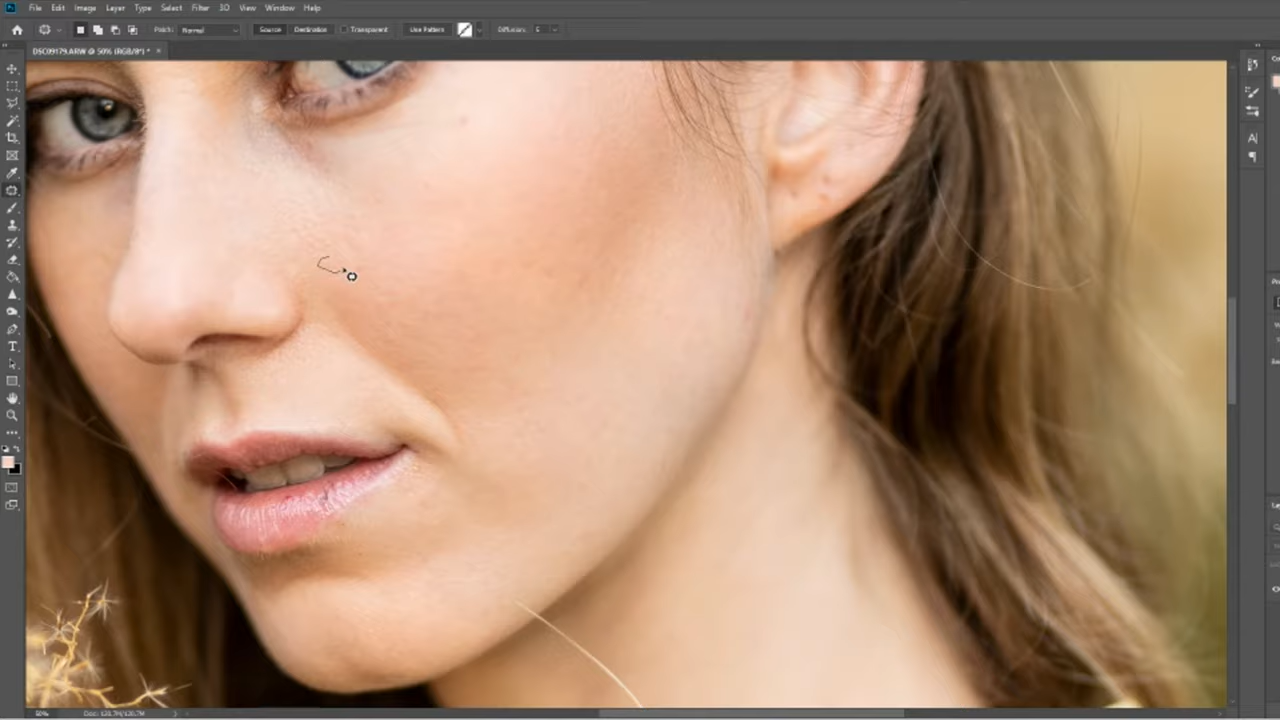 File Edit Image Layer Type Select Filter 3D View Window Help
Patch: Normal Source Destination Transparent Use Pattern Diffusion: 5
DSC09179.ARW @ 50% (RGB/8*) * ×
50% Doc: 120.7M/120.7M